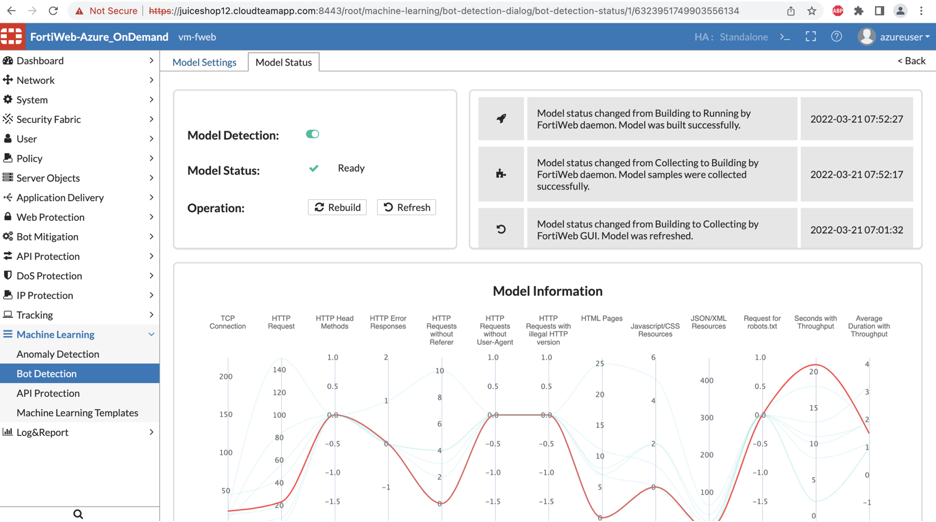 Not Secure
https://juiceshop12.cloudteamapp.com:8443/root/machine-learning/bot-detection-dialog/bot-detection-status/1/6323951749903556134
ABP
FortiWeb-Azure_OnDemand
vm-fweb
HA: Standalone
>_
azureuser
Dashboard
Network
System
Security Fabric
User
Policy
Server Objects
Application Delivery
Web Protection
Bot Mitigation
API Protection
DoS Protection
IP Protection
Tracking
Machine Learning
Anomaly Detection
Bot Detection
API Protection
Machine Learning Templates
Log&Report
Model Settings
Model Status
< Back
Model Detection:
Model Status:
Ready
Operation:
Rebuild
Refresh
Model status changed from Building to Running by
FortiWeb daemon. Model was built successfully.
2022-03-21 07:52:27
Model status changed from Collecting to Building by
FortiWeb daemon. Model samples were collected
successfully.
2022-03-21 07:52:17
Model status changed from Building to Collecting by
FortiWeb GUI. Model was refreshed.
2022-03-21 07:01:32
Model Information
TCP
Connection
200
150
100
50
HTTP
Request
140
120
100
80
60
40
20
HTTP Head
Methods
1.0
0.5
0.0
−0.5
−1.0
−1.5
HTTP Error
Responses
2
1
0
−1
HTTP
Requests
without
Referer
10
8
6
4
2
0
HTTP
Requests
without
User-Agent
1.0
0.5
0.0
−0.5
−1.0
−1.5
HTTP
Requests with
illegal HTTP
version
1.0
0.5
0.0
−0.5
−1.0
−1.5
HTML Pages
25
20
15
10
5
0
Javascript/CSS
Resources
6
4
2
0
JSON/XML
Resources
400
300
200
100
Request for
robots.txt
1.0
0.5
0.0
−0.5
−1.0
−1.5
Seconds with
Throughput
20
15
10
5
0
Average
Duration with
Throughput
4
3
2
1
0
−1